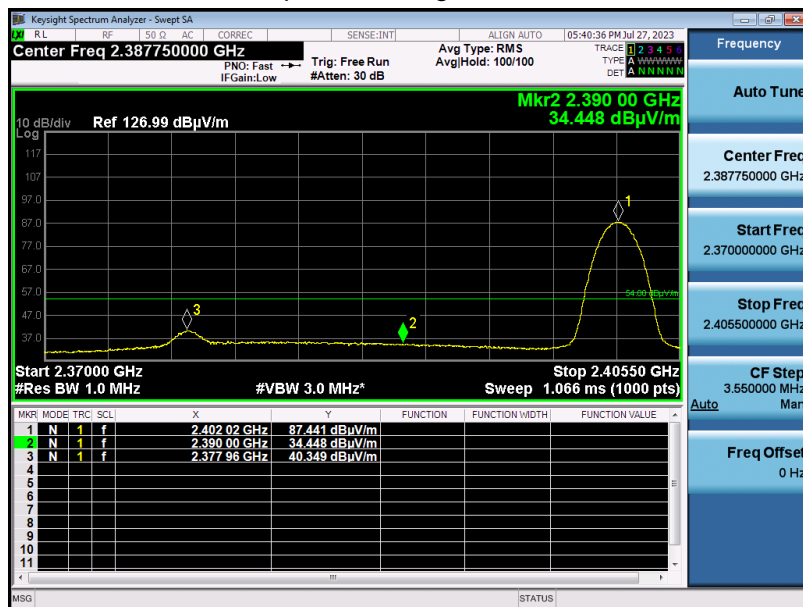 Keysight Spectrum Analyzer - Swept SA
LXI RL RF 50 Ω AC CORREC SENSE:INT ALIGN AUTO 05:40:36 PM Jul 27, 2023
Center Freq 2.387750000 GHz
PNO: Fast
IFGain:Low
Trig: Free Run
#Atten: 30 dB
Avg Type: RMS
Avg|Hold: 100/100
TRACE 1 2 3 4 5 6
TYPE A WWWWW
DET A N N N N N
Mkr2 2.390 00 GHz
34.448 dBµV/m
10 dB/div Ref 126.99 dBµV/m
Log
117
107
97.0
87.0
77.0
67.0
57.0
47.0
37.0
1
2
3
54.00 dBµV/m
Start 2.37000 GHz Stop 2.40550 GHz
#Res BW 1.0 MHz #VBW 3.0 MHz* Sweep 1.066 ms (1000 pts)
MKR MODE TRC SCL X Y FUNCTION FUNCTION WIDTH FUNCTION VALUE
1 N 1 f 2.402 02 GHz 87.441 dBµV/m
2 N 1 f 2.390 00 GHz 34.448 dBµV/m
3 N 1 f 2.377 96 GHz 40.349 dBµV/m
4
5
6
7
8
9
10
11
MSG STATUS
Frequency
Auto Tune
Center Freq
2.387750000 GHz
Start Freq
2.370000000 GHz
Stop Freq
2.405500000 GHz
CF Step
3.550000 MHz
Auto Man
Freq Offset
0 Hz